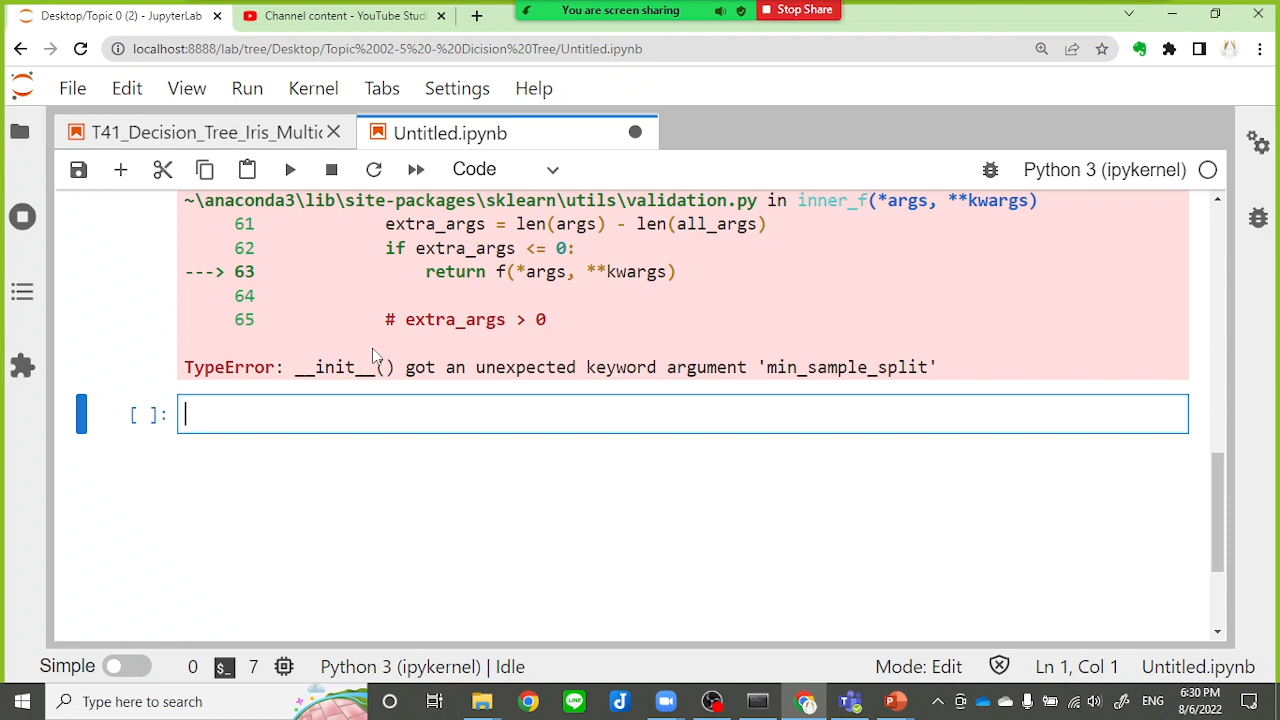 Desktop/Topic 0 (2) - JupyterLab
Channel content - YouTube Stud
You are screen sharing
Stop Share
localhost:8888/lab/tree/Desktop/Topic%2002-5%20-%20Dicision%20Tree/Untitled.ipynb
File Edit View Run Kernel Tabs Settings Help
T41_Decision_Tree_Iris_Multic
Untitled.ipynb
Code
Python 3 (ipykernel)
~\anaconda3\lib\site-packages\sklearn\utils\validation.py in inner_f(*args, **kwargs)
61 extra_args = len(args) - len(all_args)
62 if extra_args <= 0:
---> 63 return f(*args, **kwargs)
64
65 # extra_args > 0
TypeError: __init__() got an unexpected keyword argument 'min_sample_split'
[ ]:
Simple 0 7 Python 3 (ipykernel) | Idle Mode: Edit Ln 1, Col 1 Untitled.ipynb
Type here to search
ENG
6:30 PM
8/6/2022